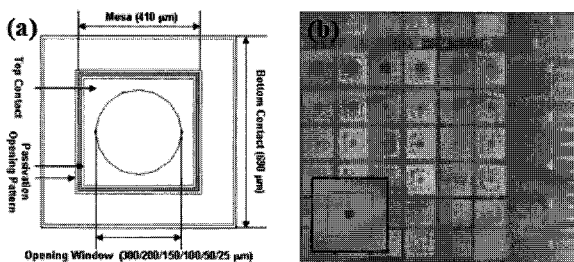 (a)
Mesa (410 µm)
Top Contact
Passivation
Opening Pattern
Bottom Contact (680 µm)
Opening Window (300/200/150/100/50/25 µm)
(b)